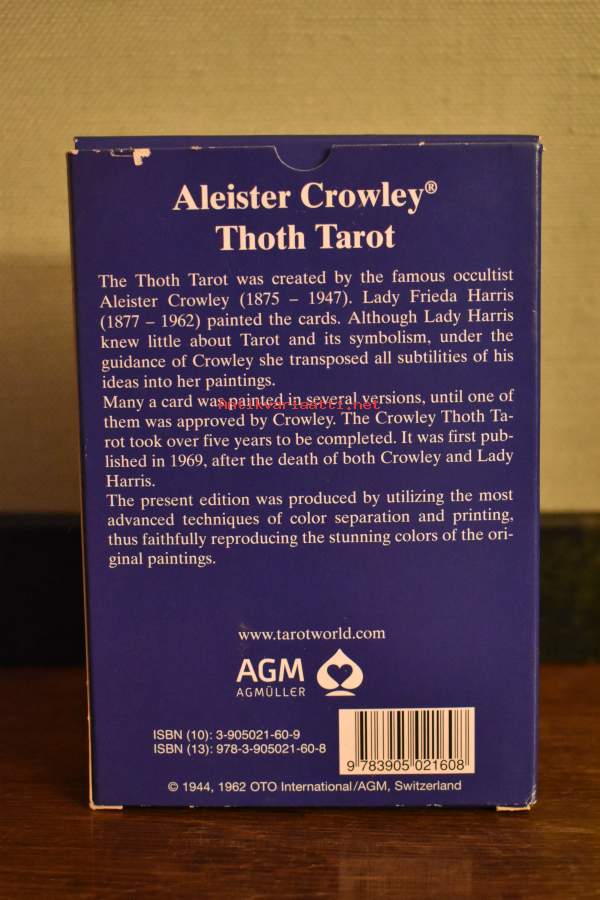 Aleister Crowley®
Thoth Tarot
The Thoth Tarot was created by the famous occultist
Aleister Crowley (1875 – 1947). Lady Frieda Harris
(1877 – 1962) painted the cards. Although Lady Harris
knew little about Tarot and its symbolism, under the
guidance of Crowley she transposed all subtilities of his
ideas into her paintings.
Many a card was painted in several versions, until one of
antikvariaatti.net
them was approved by Crowley. The Crowley Thoth Ta-
rot took over five years to be completed. It was first pub-
lished in 1969, after the death of both Crowley and Lady
Harris.
The present edition was produced by utilizing the most
advanced techniques of color separation and printing,
thus faithfully reproducing the stunning colors of the ori-
ginal paintings.
www.tarotworld.com
AGM
AGMÜLLER
ISBN (10): 3-905021-60-9
ISBN (13): 978-3-905021-60-8
9 783905 021608
© 1944, 1962 OTO International/AGM, Switzerland